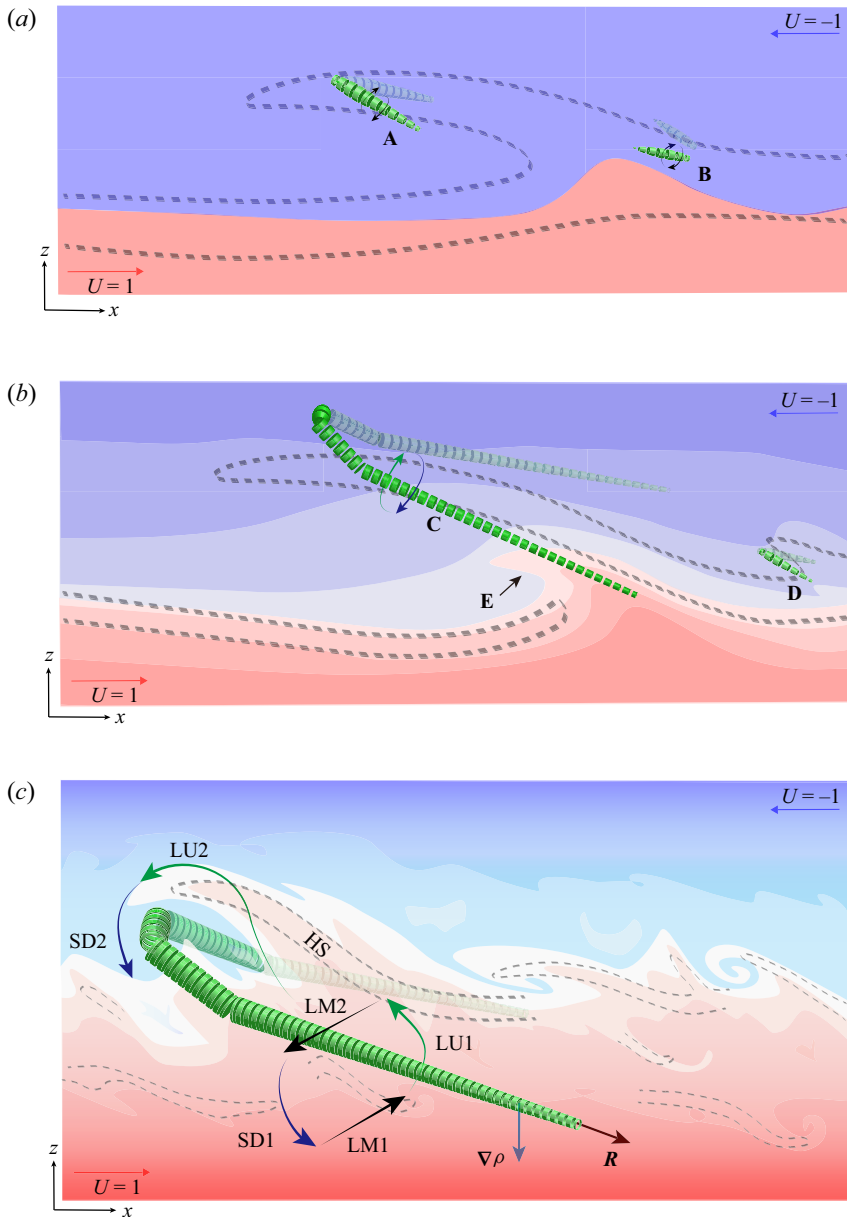 (a)
U = –1
A
B
z
U = 1
x
(b)
U = –1
C
E
D
z
U = 1
x
(c)
U = –1
LU2
SD2
HS
LM2
LU1
SD1
LM1
∇ρ
R
z
U = 1
x